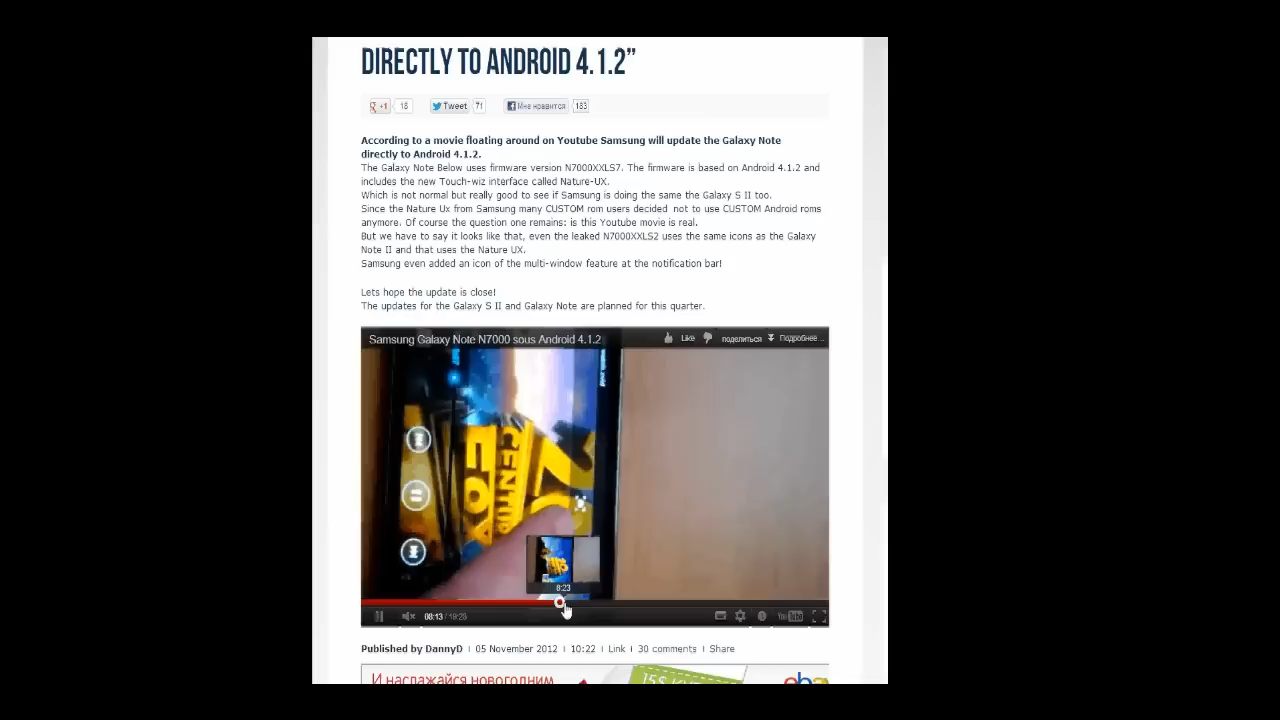 DIRECTLY TO ANDROID 4.1.2”
+1 18 Tweet 71 Мне нравится 183
According to a movie floating around on Youtube Samsung will update the Galaxy Note
directly to Android 4.1.2.
The Galaxy Note Below uses firmware version N7000XXLS7. The firmware is based on Android 4.1.2 and
includes the new Touch-wiz interface called Nature-UX.
Which is not normal but really good to see if Samsung is doing the same the Galaxy S II too.
Since the Nature Ux from Samsung many CUSTOM rom users decided not to use CUSTOM Android roms
anymore. Of course the question one remains: is this Youtube movie is real.
But we have to say it looks like that, even the leaked N7000XXLS2 uses the same icons as the Galaxy
Note II and that uses the Nature UX.
Samsung even added an icon of the multi-window feature at the notification bar!
Lets hope the update is close!
The updates for the Galaxy S II and Galaxy Note are planned for this quarter.
Samsung Galaxy Note N7000 sous Android 4.1.2 Like поделиться Подробнее...
20
CENTU
FOX
8:23
08:13 / 19:23 You
Published by DannyD | 05 November 2012 | 10:22 | Link | 30 comments | Share
И наслаждайся новогодним 15$ ebay